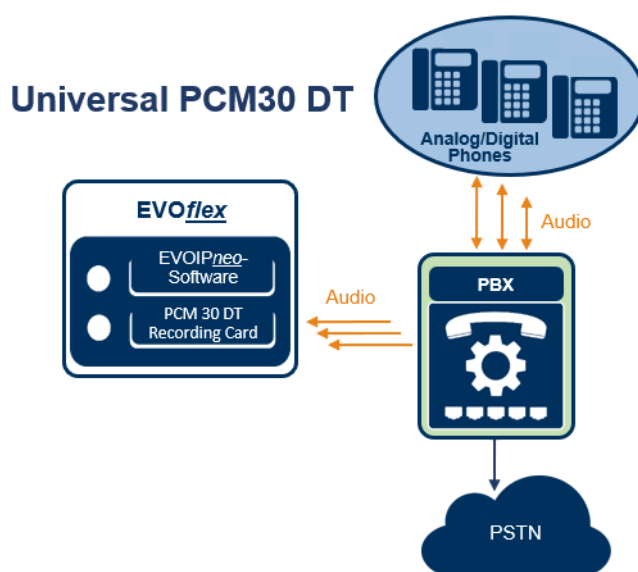 Universal PCM30 DT
Analog/Digital
Phones
EVOflex
EVOIPneo-
Software
PCM 30 DT
Recording Card
Audio
Audio
PBX
PSTN